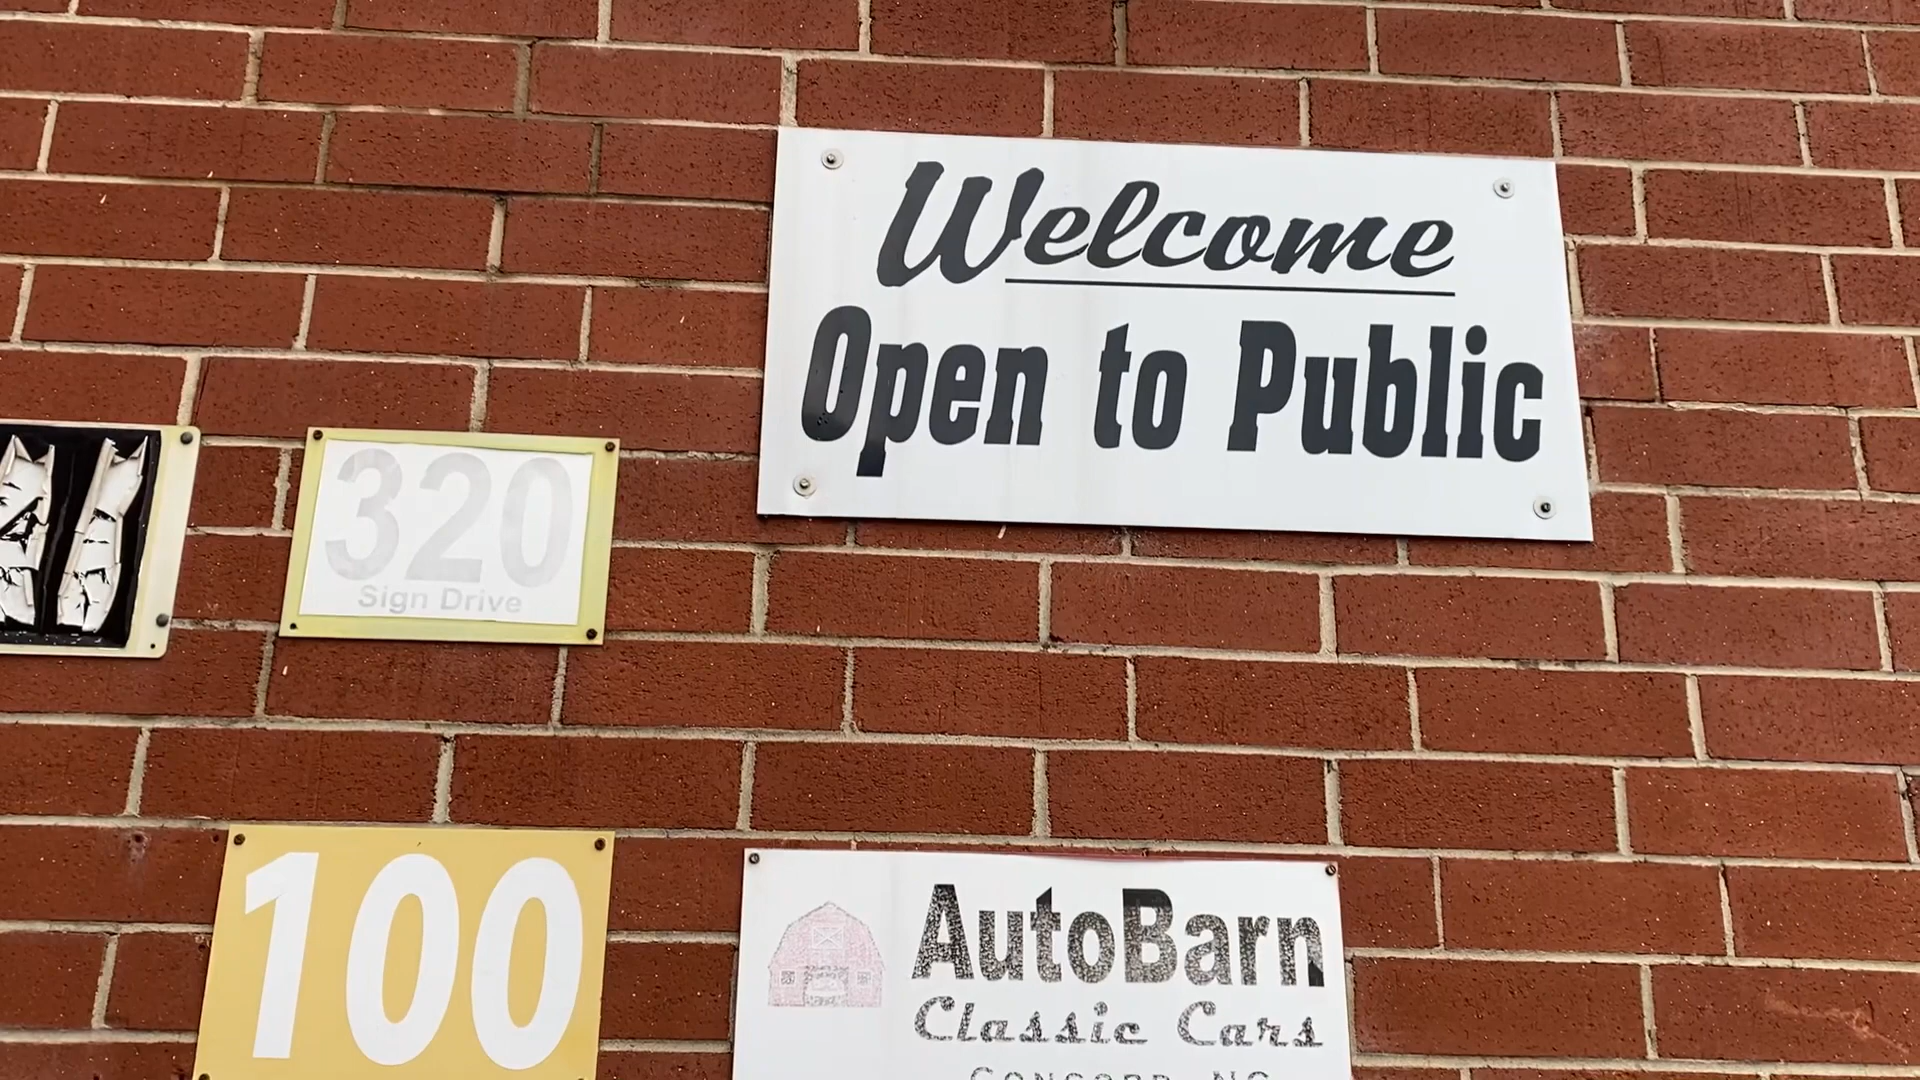 Welcome
Open to Public
320
Sign Drive
100
AutoBarn
Classic Cars
CONCORD, NC